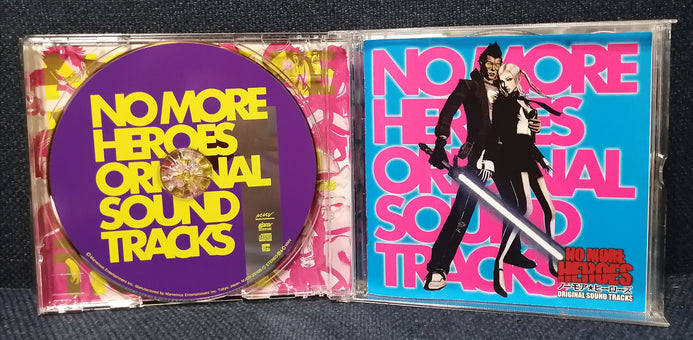 NO MORE
HEROES
ORIGINAL
SOUND
TRACKS
NO MORE
HEROES
ORIGINAL
SOUND
TRACKS
NO MORE
HEROES
ノーモア★ヒーローズ
ORIGINAL SOUND TRACKS